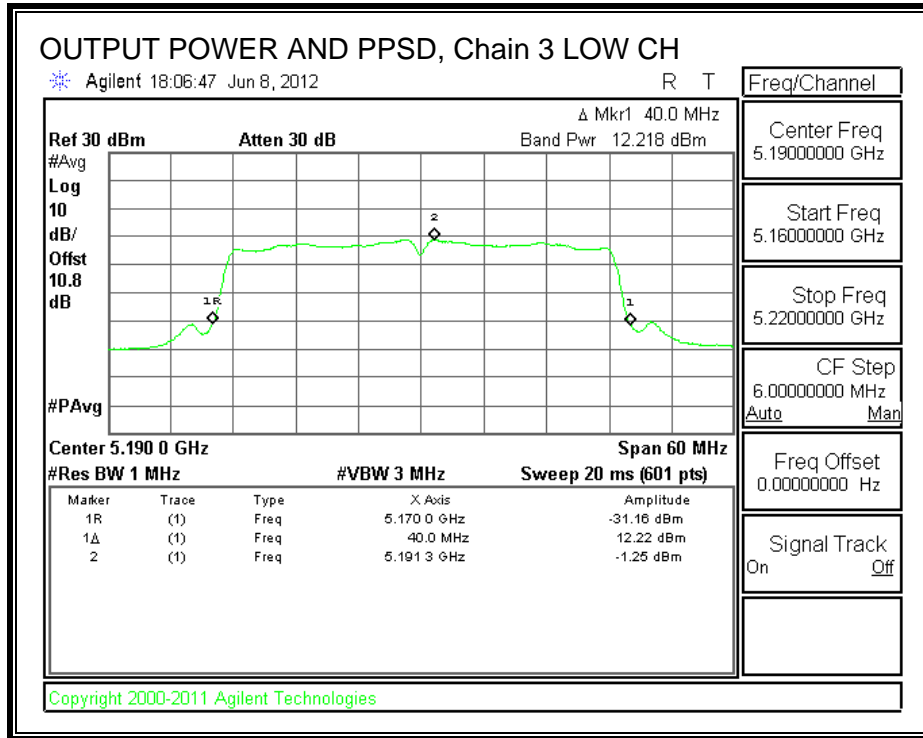 OUTPUT POWER AND PPSD, Chain 3 LOW CH
Agilent 18:06:47 Jun 8, 2012 R T
Freq/Channel
Δ Mkr1 40.0 MHz
Ref 30 dBm Atten 30 dB Band Pwr 12.218 dBm
#Avg
Log
10
dB/
Offst
10.8
dB
#PAvg
2
1R
1
Center 5.190 0 GHz Span 60 MHz
#Res BW 1 MHz #VBW 3 MHz Sweep 20 ms (601 pts)
Marker Trace Type X Axis Amplitude
1R (1) Freq 5.170 0 GHz -31.16 dBm
1Δ (1) Freq 40.0 MHz 12.22 dBm
2 (1) Freq 5.191 3 GHz -1.25 dBm
Center Freq
5.19000000 GHz
Start Freq
5.16000000 GHz
Stop Freq
5.22000000 GHz
CF Step
6.00000000 MHz
Auto Man
Freq Offset
0.00000000 Hz
Signal Track
On Off
Copyright 2000-2011 Agilent Technologies